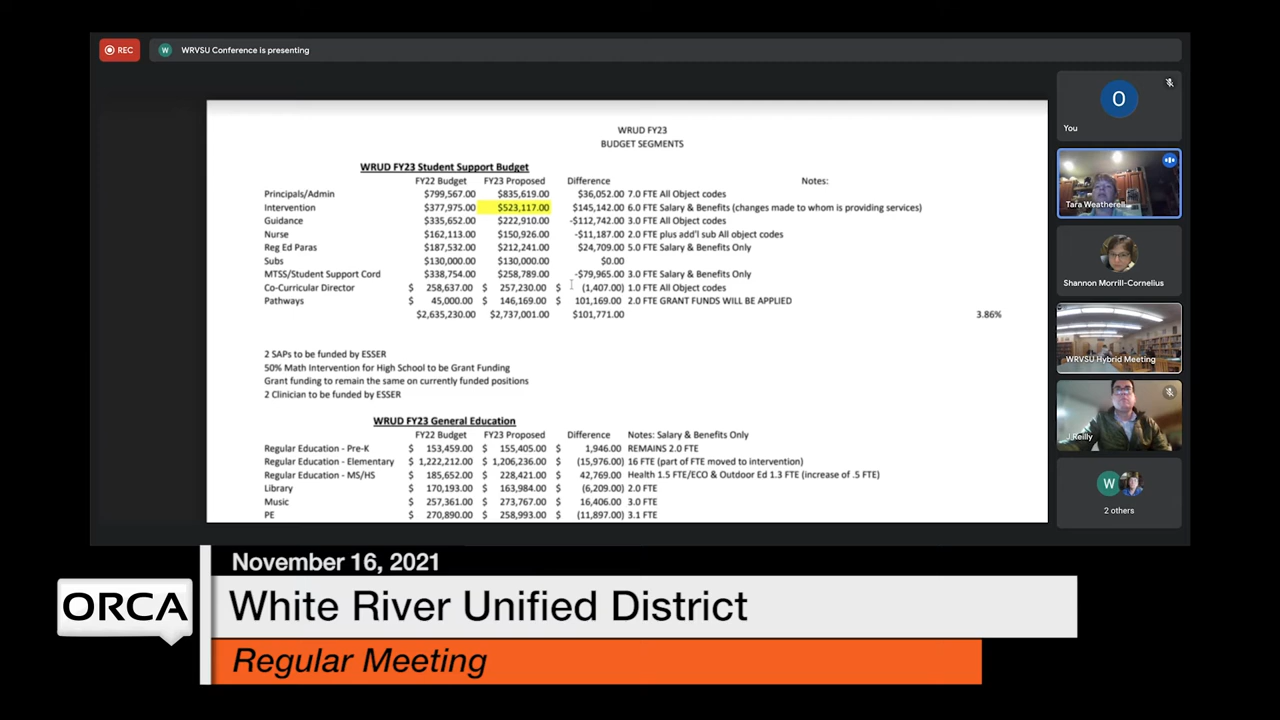 REC
W WRVSU Conference is presenting
WRUD FY23
BUDGET SEGMENTS
WRUD FY23 Student Support Budget
FY22 Budget FY23 Proposed Difference Notes:
Principals/Admin $799,567.00 $835,619.00 $36,052.00 7.0 FTE All Object codes
Intervention $377,975.00 $523,117.00 $145,142.00 6.0 FTE Salary & Benefits (changes made to whom is providing services)
Guidance $335,652.00 $222,910.00 -$112,742.00 3.0 FTE All Object codes
Nurse $162,113.00 $150,926.00 -$11,187.00 2.0 FTE plus add'l sub All object codes
Reg Ed Paras $187,532.00 $212,241.00 $24,709.00 5.0 FTE Salary & Benefits Only
Subs $130,000.00 $130,000.00 $0.00
MTSS/Student Support Cord $338,754.00 $258,789.00 -$79,965.00 3.0 FTE Salary & Benefits Only
Co-Curricular Director $ 258,637.00 $ 257,230.00 $ (1,407.00) 1.0 FTE All Object codes
Pathways $ 45,000.00 $ 146,169.00 $ 101,169.00 2.0 FTE GRANT FUNDS WILL BE APPLIED
$2,635,230.00 $2,737,001.00 $101,771.00 3.86%
2 SAPs to be funded by ESSER
50% Math Intervention for High School to be Grant Funding
Grant funding to remain the same on currently funded positions
2 Clinician to be funded by ESSER
WRUD FY23 General Education
FY22 Budget FY23 Proposed Difference Notes: Salary & Benefits Only
Regular Education - Pre-K $ 153,459.00 $ 155,405.00 $ 1,946.00 REMAINS 2.0 FTE
Regular Education - Elementary $ 1,222,212.00 $ 1,206,236.00 $ (15,976.00) 16 FTE (part of FTE moved to intervention)
Regular Education - MS/HS $ 185,652.00 $ 228,421.00 $ 42,769.00 Health 1.5 FTE/ECO & Outdoor Ed 1.3 FTE (increase of .5 FTE)
Library $ 170,193.00 $ 163,984.00 $ (6,209.00) 2.0 FTE
Music $ 257,361.00 $ 273,767.00 $ 16,406.00 3.0 FTE
PE $ 270,890.00 $ 258,993.00 $ (11,897.00) 3.1 FTE
O
You
Tara Weatherell
Shannon Morrill-Cornelius
WRVSU Hybrid Meeting
J Reilly
W
2 others
November 16, 2021
ORCA
White River Unified District
Regular Meeting